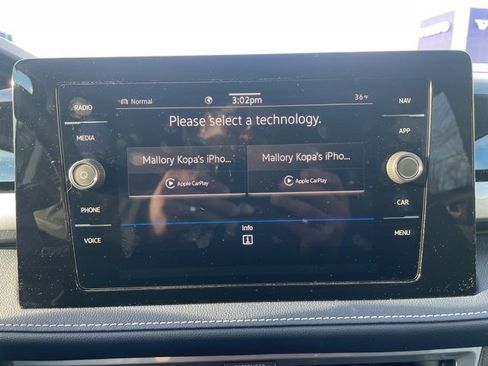 RADIO
Normal
3:02pm
36°F
NAV
Please select a technology.
MEDIA
APP
Mallory Kopa's iPho...
Mallory Kopa's iPho...
Apple CarPlay
Apple CarPlay
PHONE
CAR
Info
VOICE
MENU